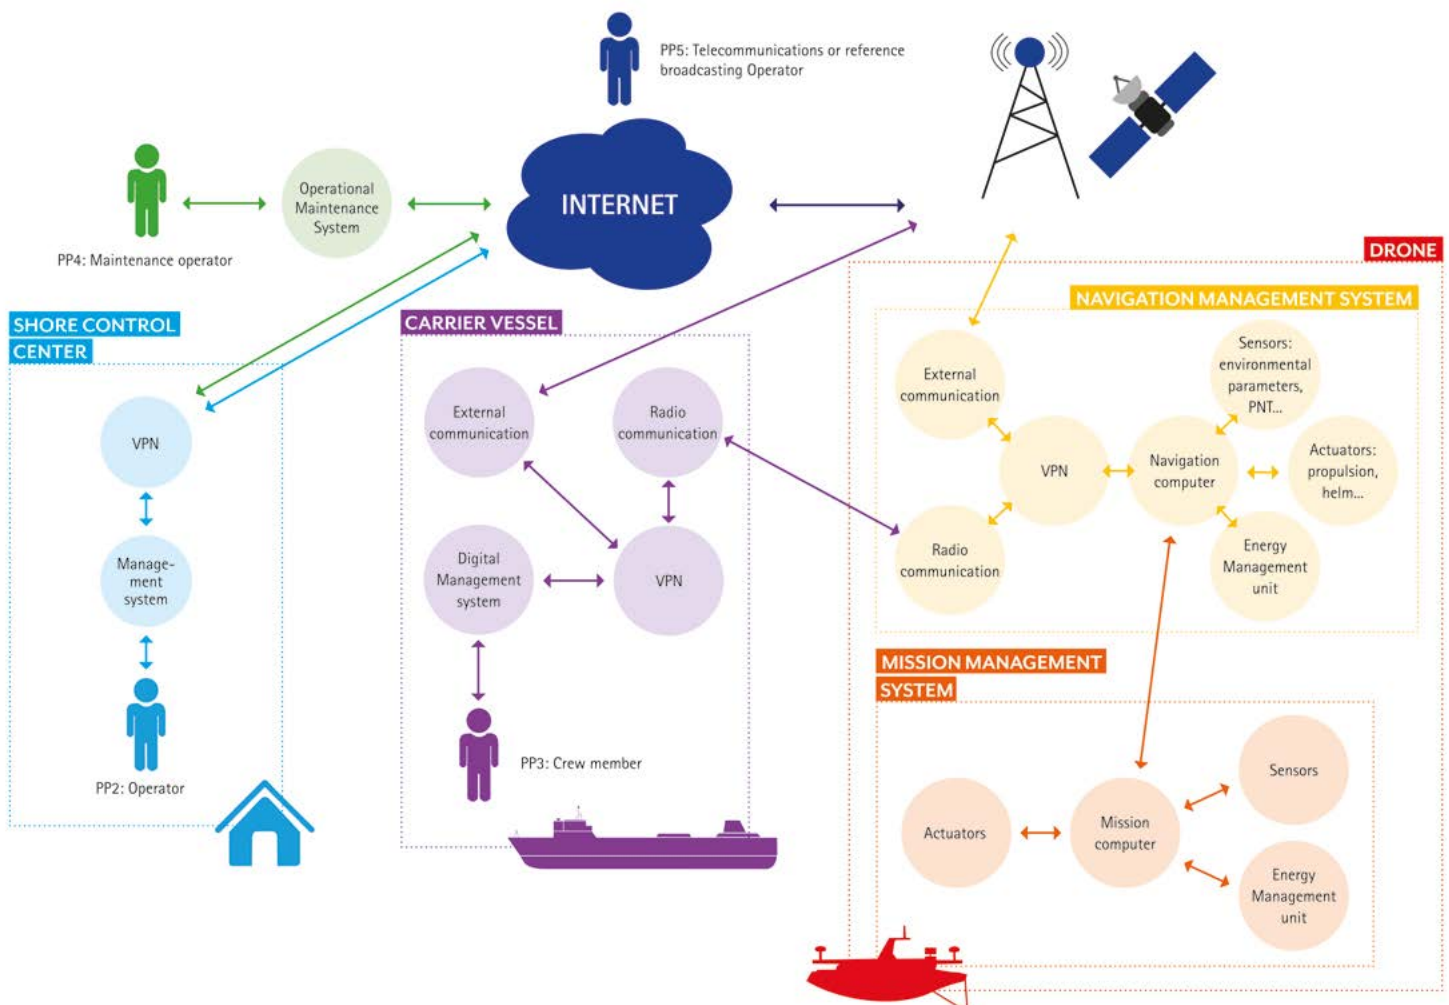 PP5: Telecommunications or reference
broadcasting Operator
INTERNET
Operational
Maintenance
System
PP4: Maintenance operator
SHORE CONTROL
CENTER
VPN
Manage-
ment
system
PP2: Operator
CARRIER VESSEL
External
communication
Radio
communication
Digital
Management
system
VPN
PP3: Crew member
DRONE
NAVIGATION MANAGEMENT SYSTEM
External
communication
Sensors:
environmental
parameters,
PNT...
VPN
Navigation
computer
Actuators:
propulsion,
helm...
Radio
communication
Energy
Management
unit
MISSION MANAGEMENT
SYSTEM
Sensors
Actuators
Mission
computer
Energy
Management
unit